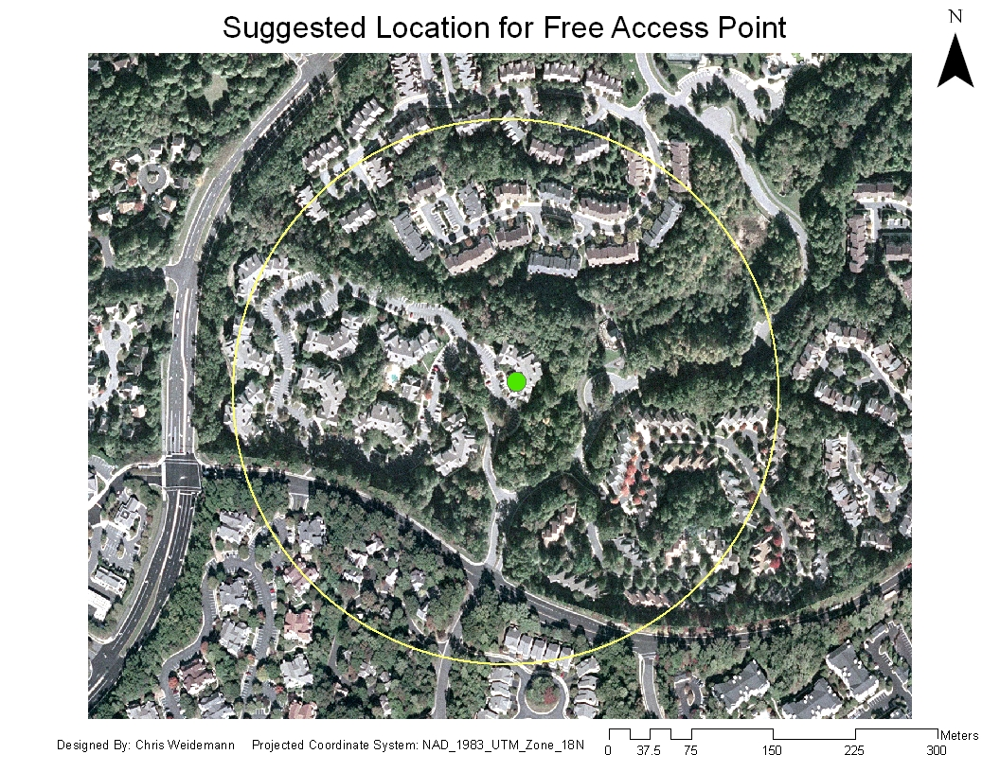 Suggested Location for Free Access Point
N
Designed By: Chris Weidemann Projected Coordinate System: NAD_1983_UTM_Zone_18N
Meters
0 37.5 75 150 225 300